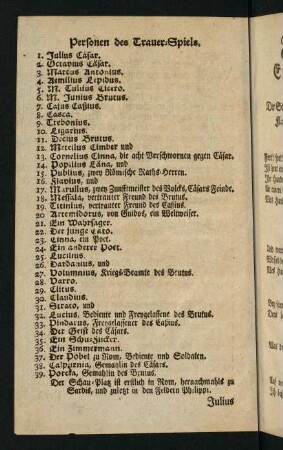 Personen des Trauer-Spiels.
1. Julius Cäsar.
2. Octavius Cäsar.
3. Marcus Antonius.
4. Aemilius Lepidus.
5. M. Tullius Cicero.
6. M. Junius Brutus.
7. Cajus Cassius.
8. Casca.
9. Trebonius.
10. Ligarius.
11. Decius Brutus.
12. Metellus Cimber und
13. Cornelius Cinna, die acht Verschwornen gegen Cäsar.
14. Popilius Läna, und
15. Publius, zwey Römische Raths-Herren.
16. Flavius, und
17. Marullus, zwey Zunftmeister des Volks, Cäsars Feinde.
18. Messala, vertrauter Freund des Brutus.
19. Titinius, vertrauter Freund des Cassius.
20. Artemidorus, von Gnidos, ein Weltweiser.
21. Ein Wahrsager.
22. Der junge Cato.
23. Cinna, ein Poet.
24. Ein anderer Poet.
25. Lucilius.
26. Dardanius, und
27. Volumnius, Kriegs-Beamte des Brutus.
28. Varro.
29. Clitus.
30. Claudius.
31. Strato, und
32. Lucius, Bediente und Freygelassene des Brutus.
33. Pindarus, Freygelassener des Caßius.
34. Der Geist des Cäsars.
35. Ein Schuhflicker.
36. Ein Zimmermann.
37. Der Pöbel zu Rom, Bediente und Soldaten.
38. Calpurnia, Gemahlin des Cäsars.
39. Porcia, Gemahlin des Brutus.
Der Schau-Platz ist erstlich in Rom, hernachmahls zu
Sardis, und zuletzt in den Feldern Philippi.
Julius